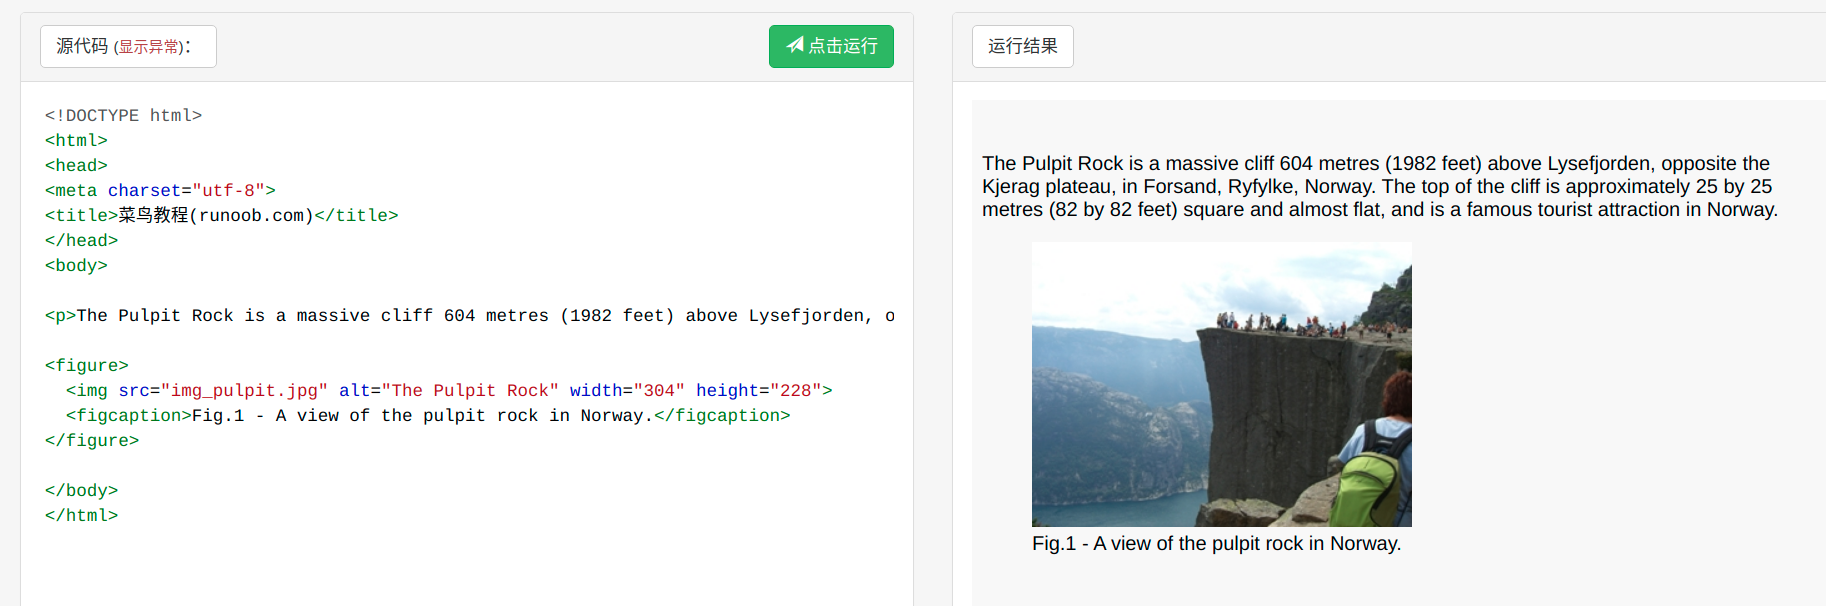 源代码 (显示异常)：
点击运行
<!DOCTYPE html>
<html>
<head>
<meta charset="utf-8">
<title>菜鸟教程(runoob.com)</title>
</head>
<body>
<p>The Pulpit Rock is a massive cliff 604 metres (1982 feet) above Lysefjorden, o
<figure>
<img src="img_pulpit.jpg" alt="The Pulpit Rock" width="304" height="228">
<figcaption>Fig.1 - A view of the pulpit rock in Norway.</figcaption>
</figure>
</body>
</html>
运行结果
The Pulpit Rock is a massive cliff 604 metres (1982 feet) above Lysefjorden, opposite the
Kjerag plateau, in Forsand, Ryfylke, Norway. The top of the cliff is approximately 25 by 25
metres (82 by 82 feet) square and almost flat, and is a famous tourist attraction in Norway.
Fig.1 - A view of the pulpit rock in Norway.